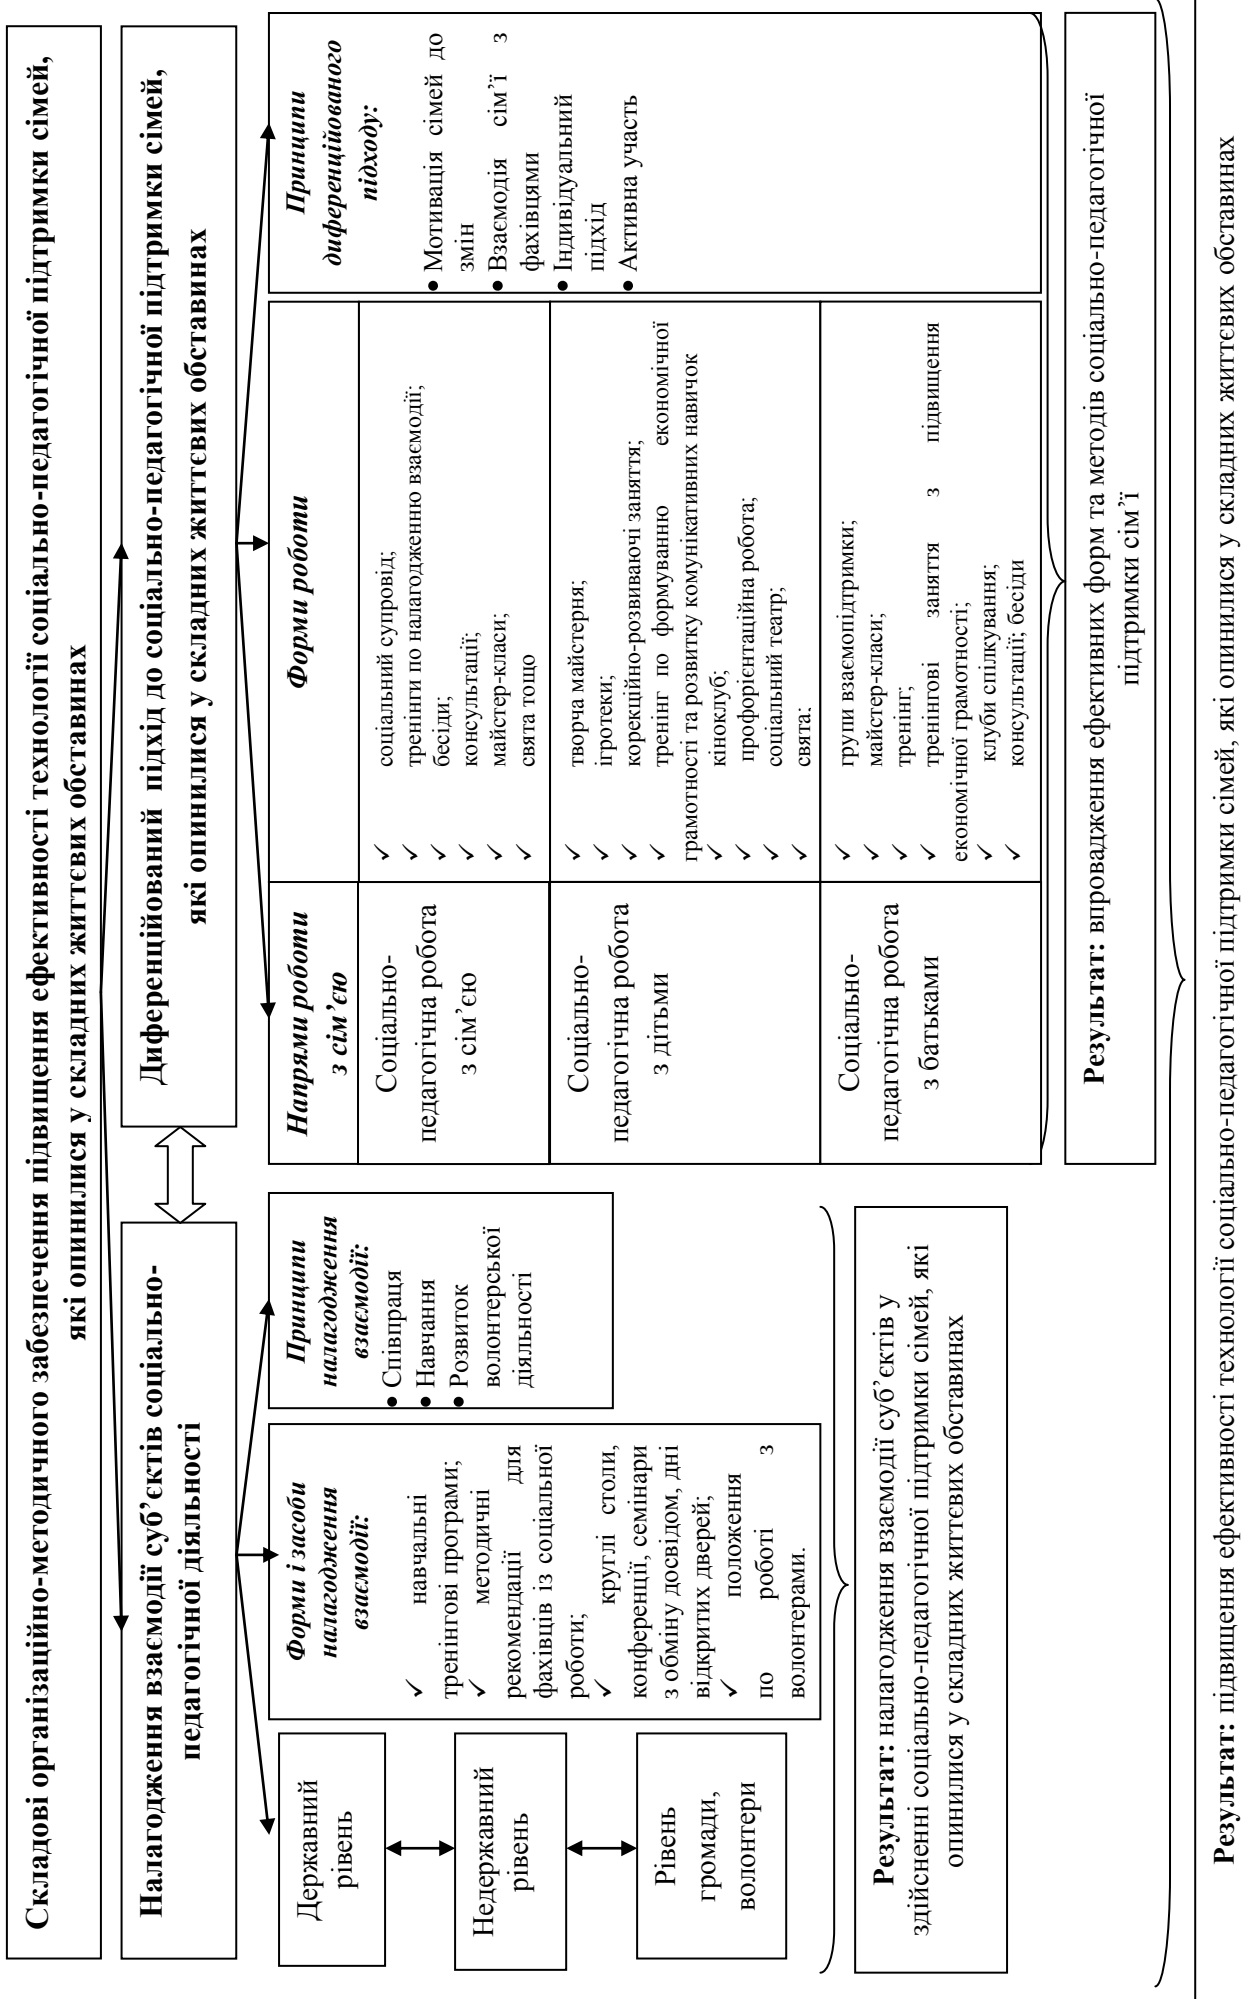 Складові організаційно-методичного забезпечення підвищення ефективності технології соціально-педагогічної підтримки сімей,
які опинилися у складних життєвих обставинах
Налагодження взаємодії суб’єктів соціально-
педагогічної діяльності
Диференційований підхід до соціально-педагогічної підтримки сімей,
які опинилися у складних життєвих обставинах
Державний
рівень
Недержавний
рівень
Рівень
громади,
волонтери
Форми і засоби
налагодження
взаємодії:
✓ навчальні
тренінгові програми;
✓ методичні
рекомендації для
фахівців із соціальної
роботи;
✓ круглі столи,
конференції, семінари
з обміну досвідом, дні
відкритих дверей;
✓ положення
по роботі з
волонтерами.
Принципи
налагодження
взаємодії:
• Співпраця
• Навчання
• Розвиток
волонтерської
діяльності
Результат: налагодження взаємодії суб’єктів у
здійсненні соціально-педагогічної підтримки сімей, які
опинилися у складних життєвих обставинах
Напрями роботи
з сім’єю
Форми роботи
Соціально-
педагогічна робота
з сім’єю
✓ соціальний супровід;
✓ тренінги по налагодженню взаємодії;
✓ бесіди;
✓ консультації;
✓ майстер-класи;
✓ свята тощо
Соціально-
педагогічна робота
з дітьми
✓ творча майстерня;
✓ ігротеки;
✓ корекційно-розвиваючі заняття;
✓ тренінг по формуванню економічної
грамотності та розвитку комунікативних навичок
✓ кіноклуб;
✓ профорієнтаційна робота;
✓ соціальний театр;
✓ свята;
Соціально-
педагогічна робота
з батьками
✓ групи взаємопідтримки;
✓ майстер-класи;
✓ тренінг;
✓ тренінгові заняття з підвищення
економічної грамотності;
✓ клуби спілкування;
✓ консультації; бесіди
Принципи
диференційованого
підходу:
• Мотивація сімей до
змін
• Взаємодія сім’ї з
фахівцями
• Індивідуальний
підхід
• Активна участь
Результат: впровадження ефективних форм та методів соціально-педагогічної
підтримки сім’ї
Результат: підвищення ефективності технології соціально-педагогічної підтримки сімей, які опинилися у складних життєвих обставинах